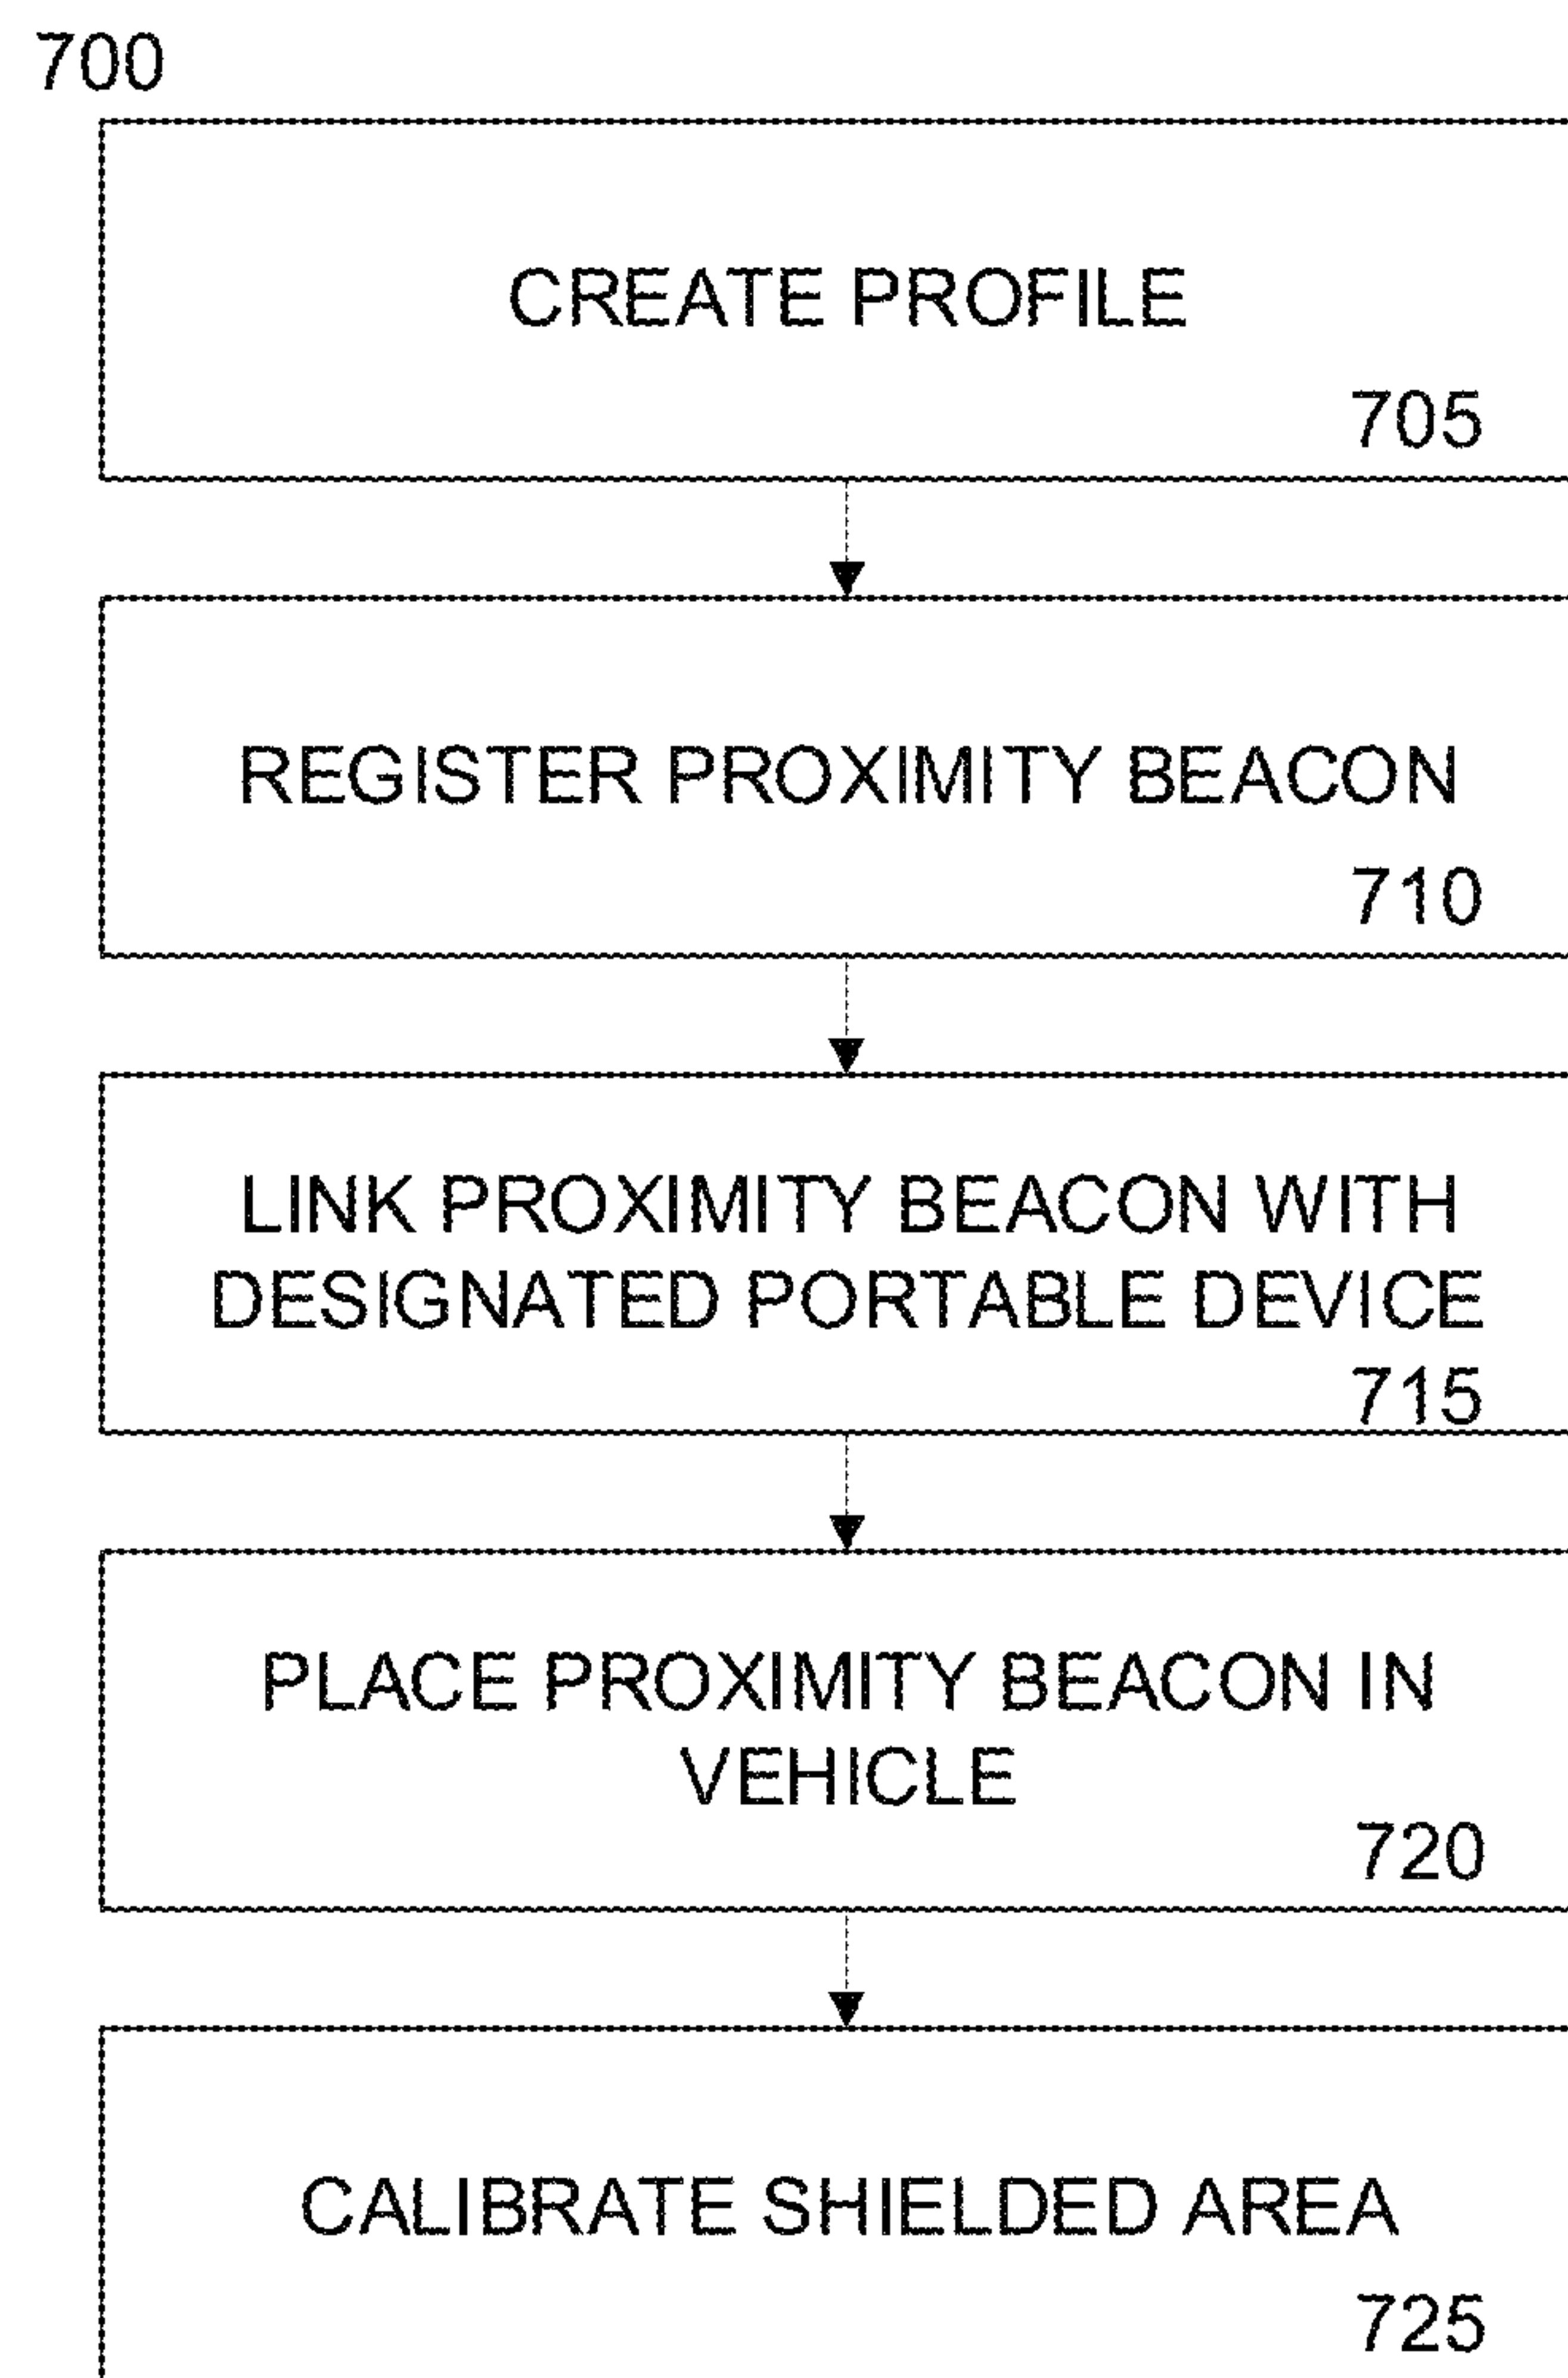 700
CREATE PROFILE
705
REGISTER PROXIMITY BEACON
710
LINK PROXIMITY BEACON WITH
DESIGNATED PORTABLE DEVICE
715
PLACE PROXIMITY BEACON IN
VEHICLE
720
CALIBRATE SHIELDED AREA
725